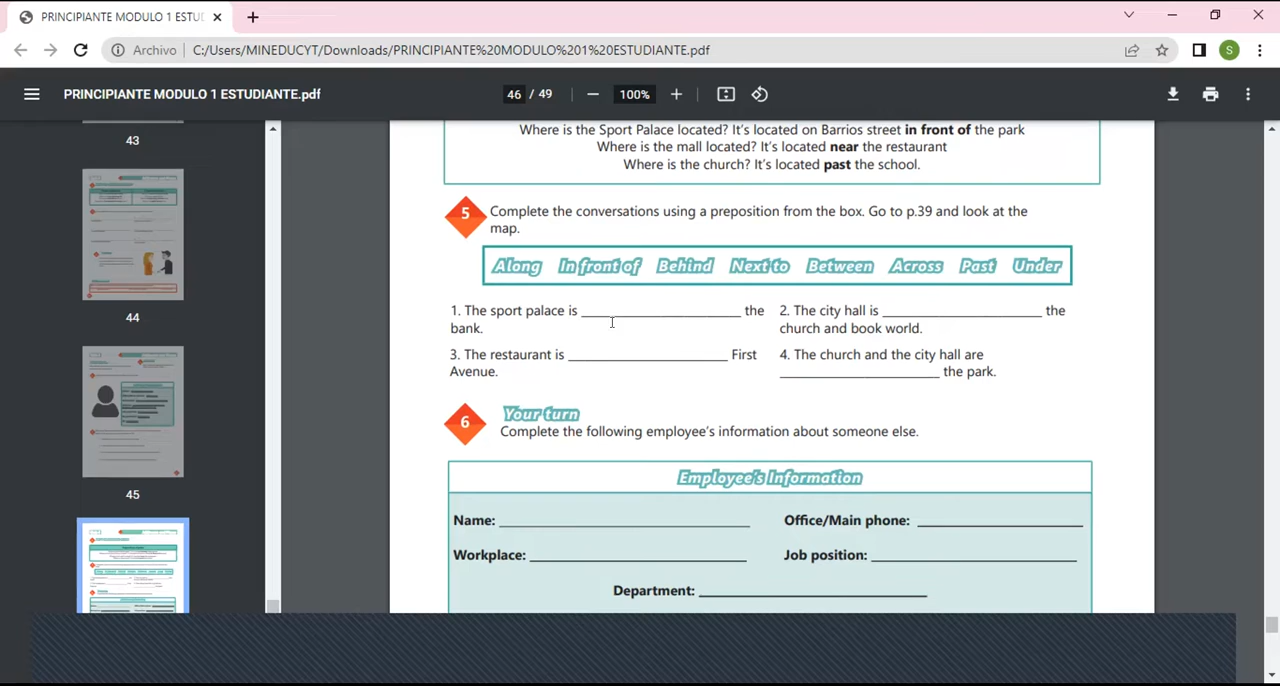 PRINCIPIANTE MODULO 1 ESTU
Archivo C:/Users/MINEDUCYT/Downloads/PRINCIPIANTE%20MODULO%201%20ESTUDIANTE.pdf
S
PRINCIPIANTE MODULO 1 ESTUDIANTE.pdf
46 / 49
100%
43
44
45
Where is the Sport Palace located? It's located on Barrios street in front of the park
Where is the mall located? It's located near the restaurant
Where is the church? It's located past the school.
5
Complete the conversations using a preposition from the box. Go to p.39 and look at the
map.
Along In front of Behind Next to Between Across Past Under
1. The sport palace is ____________________ the
bank.
2. The city hall is ____________________ the
church and book world.
3. The restaurant is ____________________ First
Avenue.
4. The church and the city hall are
____________________ the park.
6
Your turn
Complete the following employee's information about someone else.
Employee's Information
Name: ____________________ Office/Main phone: ____________________
Workplace: ____________________ Job position: ____________________
Department: ____________________